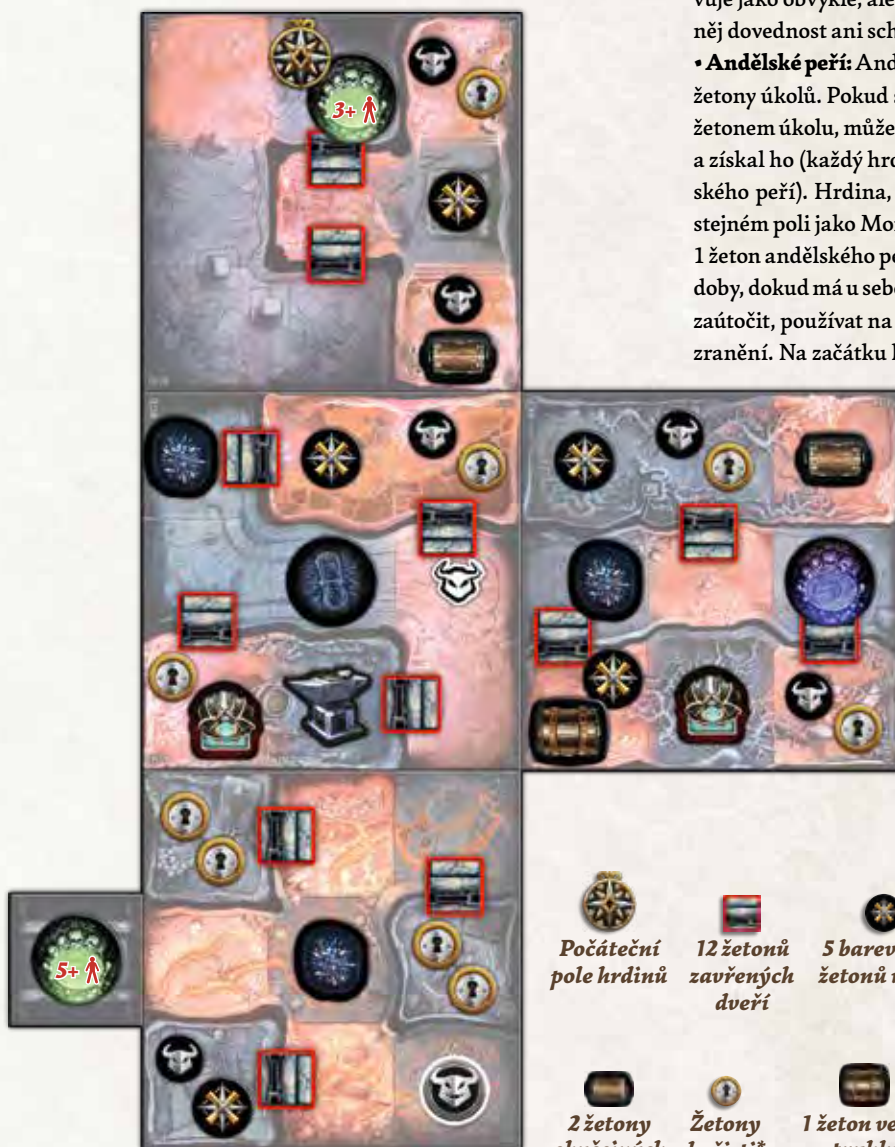 vuje jako obvykle, ale
něj dovednost ani sch
• Andělské peří: And
žetony úkolů. Pokud
žetonem úkolu, může
a získal ho (každý hro
ského peří). Hrdina,
stejném poli jako Mo
1 žeton andělského pe
doby, dokud má u sebe
zaútočit, používat na
zranění. Na začátku
3+
5+
Počáteční
pole hrdinů
12 žetonů
zavřených
dveří
5 barev
žetonů
2 žetony
Žetony
1 žeton ve